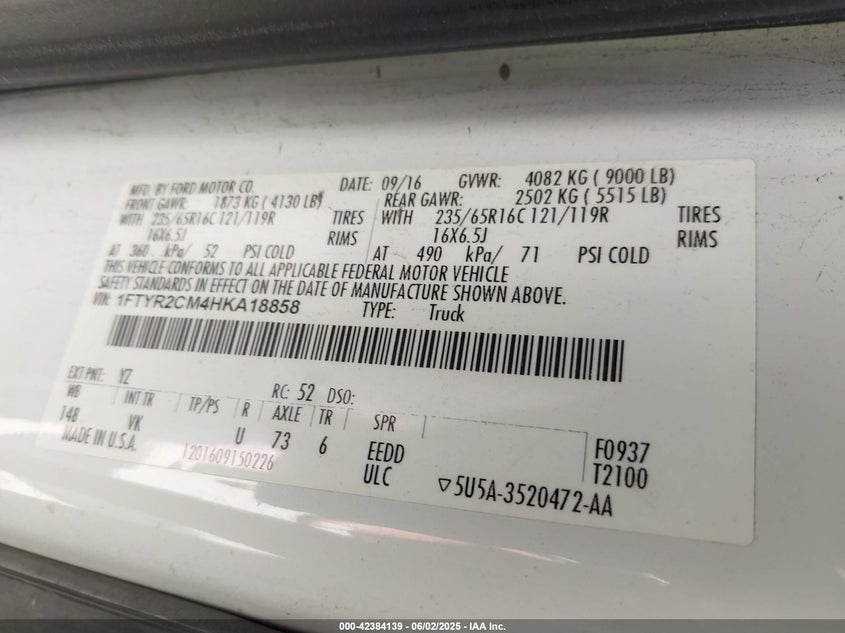 MFD. BY FORD MOTOR CO. DATE: 09/16 GVWR: 4082 KG ( 9000 LB)
FRONT GAWR: 1873 KG ( 4130 LB) REAR GAWR: 2502 KG ( 5515 LB)
WITH 235/65R16C 121/119R TIRES WITH 235/65R16C 121/119R TIRES
16X6.5J RIMS 16X6.5J RIMS
AT 360 kPa/ 52 PSI COLD AT 490 kPa/ 71 PSI COLD
THIS VEHICLE CONFORMS TO ALL APPLICABLE FEDERAL MOTOR VEHICLE
SAFETY STANDARDS IN EFFECT ON THE DATE OF MANUFACTURE SHOWN ABOVE.
VIN: 1FTYR2CM4HKA18858 TYPE: Truck
EXT PNT: YZ RC: 52 DSO:
WB INT TR TP/PS R AXLE TR SPR
148 VK U 73 6 EEDD F0937
MADE IN U.S.A. 1201609150226 ULC T2100
▽5U5A-3520472-AA
000-42384139 - 06/02/2025 - IAA Inc.